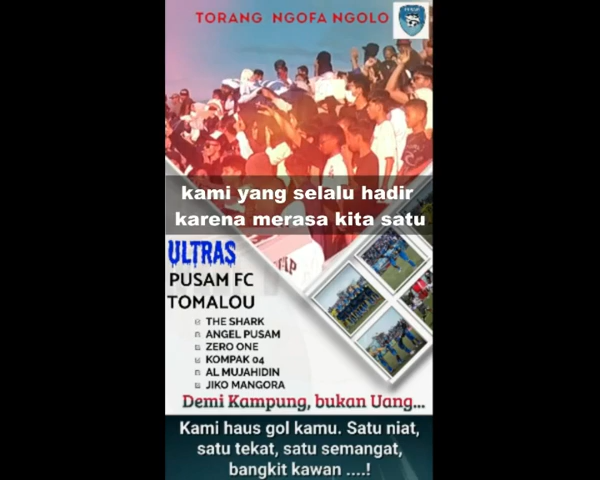 TORANG NGOFA NGOLO
kami yang selalu hadir
karena merasa kita satu
ULTRAS
PUSAM FC
TOMALOU
THE SHARK
ANGEL PUSAM
ZERO ONE
KOMPAK 04
AL MUJAHIDIN
JIKO MANGORA
Demi Kampung, bukan Uang...
Kami haus gol kamu. Satu niat,
satu tekat, satu semangat,
bangkit kawan ....!